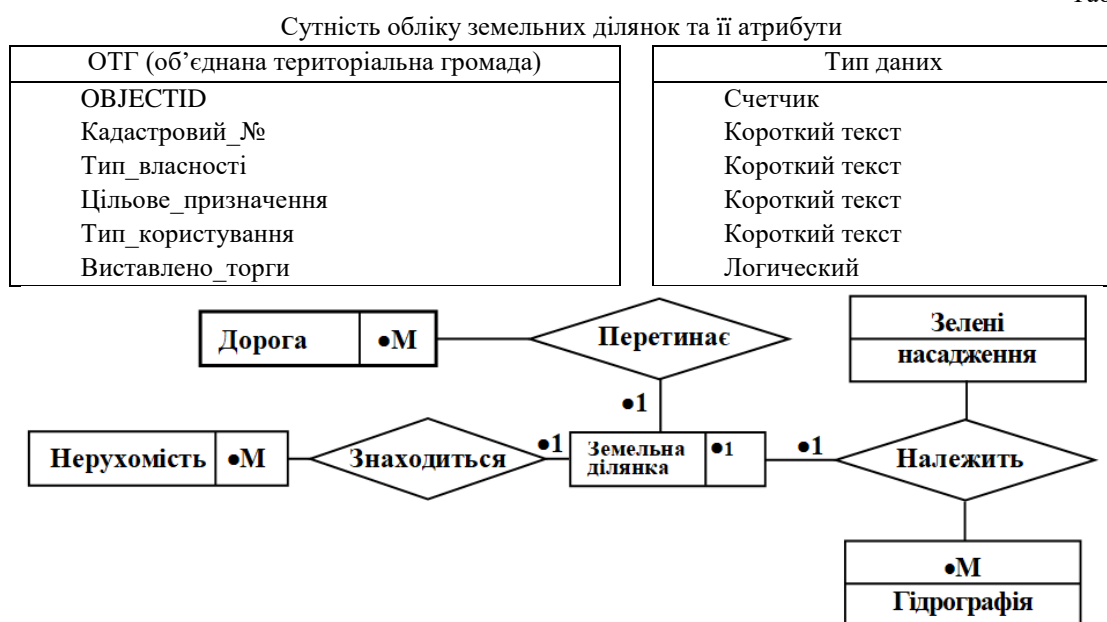 Таб
Сутність обліку земельних ділянок та її атрибути
ОТГ (об’єднана територіальна громада) Тип даних
OBJECTID Счетчик
Кадастровий_№ Короткий текст
Тип_власності Короткий текст
Цільове_призначення Короткий текст
Тип_користування Короткий текст
Виставлено_торги Логический
Зелені
насадження
Дорога •М Перетинає
•1
Нерухомість •М Знаходиться •1 Земельна ділянка •1 •1 Належить
•М
Гідрографія